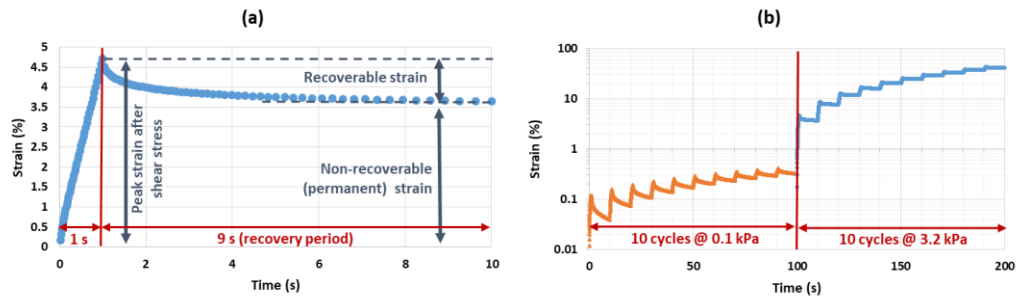 (a)
Strain (%)
5
4.5
4
3.5
3
2.5
2
1.5
1
0.5
0
Peak strain after
shear stress
Recoverable strain
Non-recoverable
(permanent) strain
1 s
9 s (recovery period)
0
2
4
6
8
10
Time (s)
(b)
Strain (%)
100
10
1
0.1
0.01
10 cycles @ 0.1 kPa
10 cycles @ 3.2 kPa
0
50
100
150
200
Time (s)